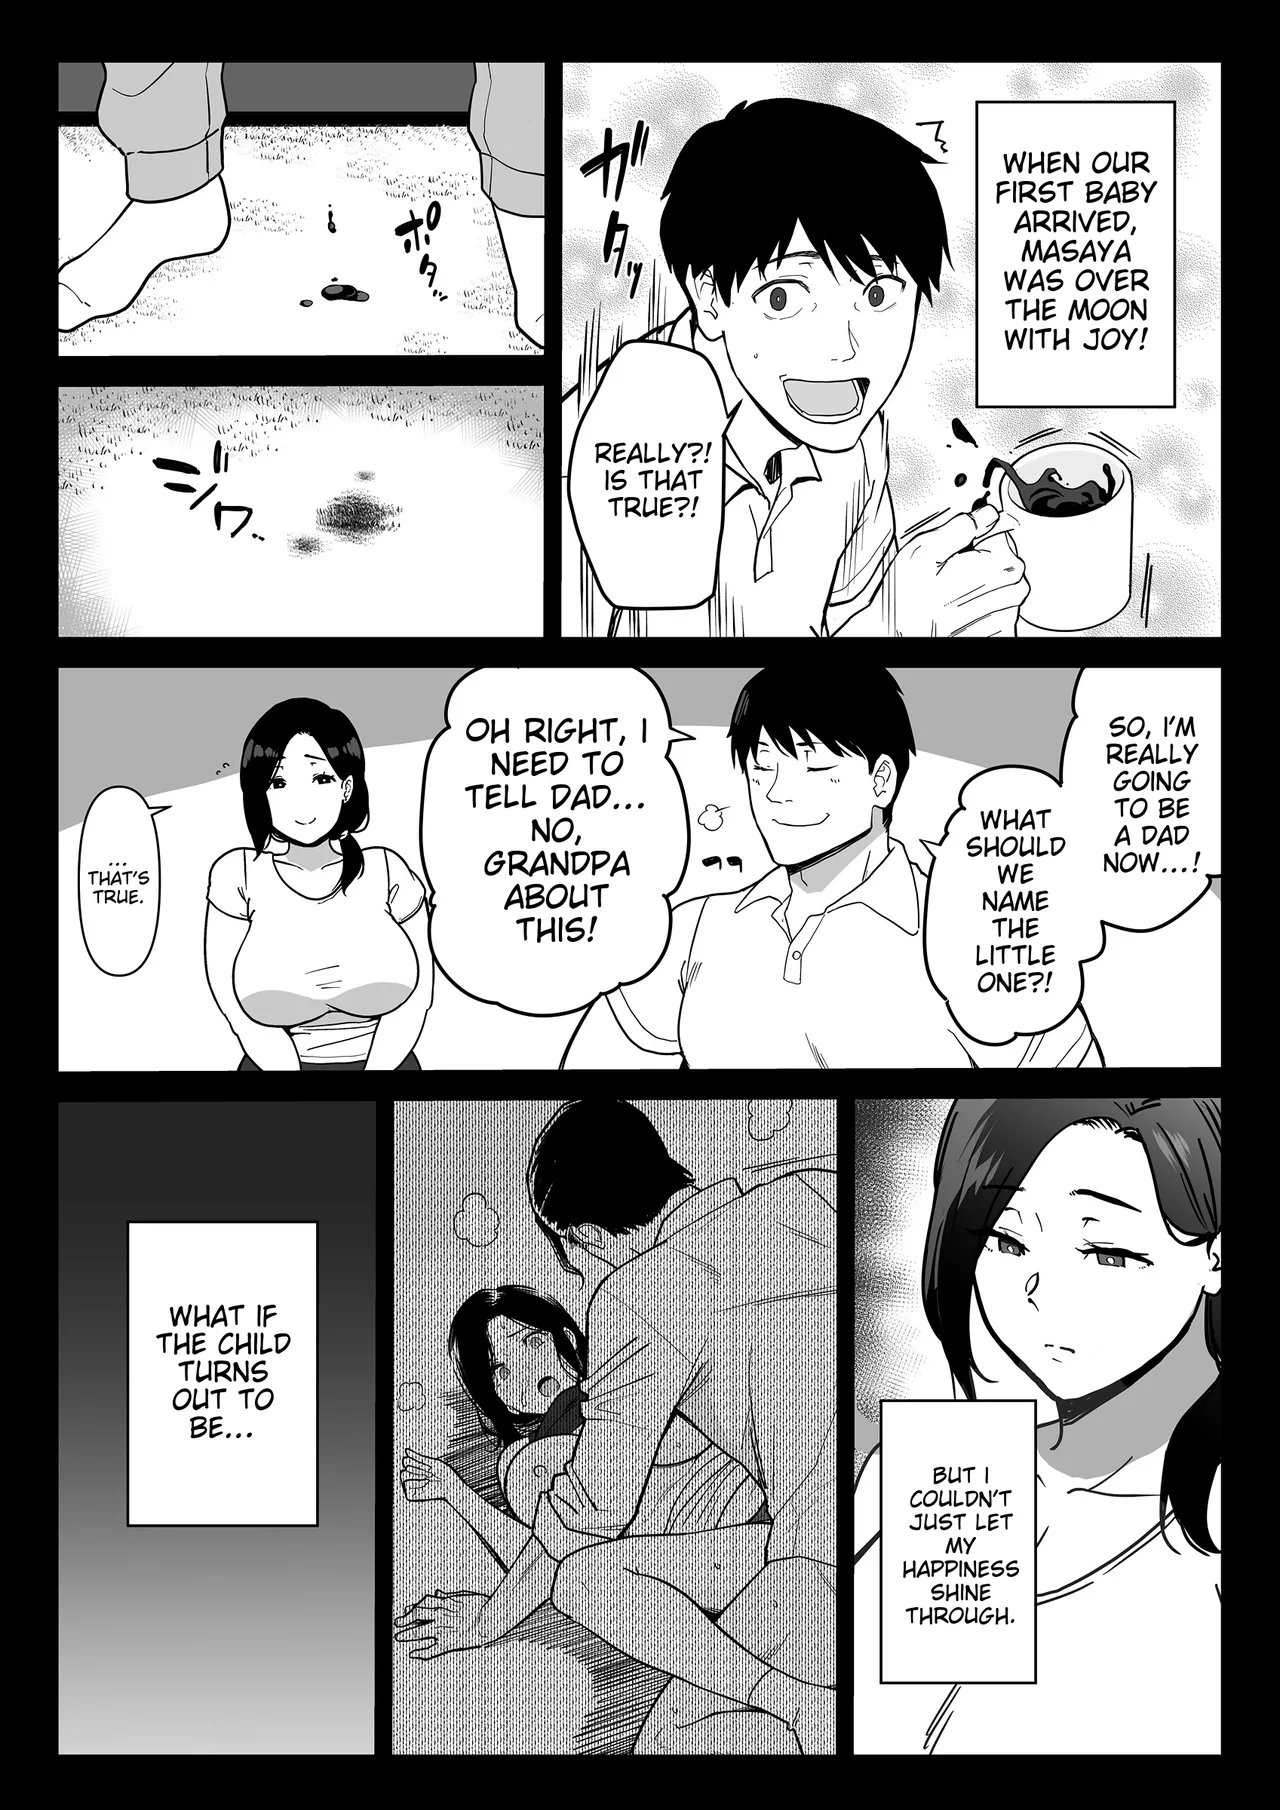 WHEN OUR
FIRST BABY
ARRIVED,
MASAYA
WAS OVER
THE MOON
WITH JOY!
ガ
タッ
REALLY?!
IS THAT
TRUE?!
ポ
タッ
ジ
ワ…
SO, I'M
REALLY
GOING
TO BE
A DAD
NOW...!
WHAT
SHOULD
WE
NAME
THE
LITTLE
ONE?!
OH RIGHT, I
NEED TO
TELL DAD...
NO,
GRANDPA
ABOUT
THIS!
...
THAT'S
TRUE.
BUT I
COULDN'T
JUST LET
MY
HAPPINESS
SHINE
THROUGH.
WHAT IF
THE CHILD
TURNS
OUT TO
BE...